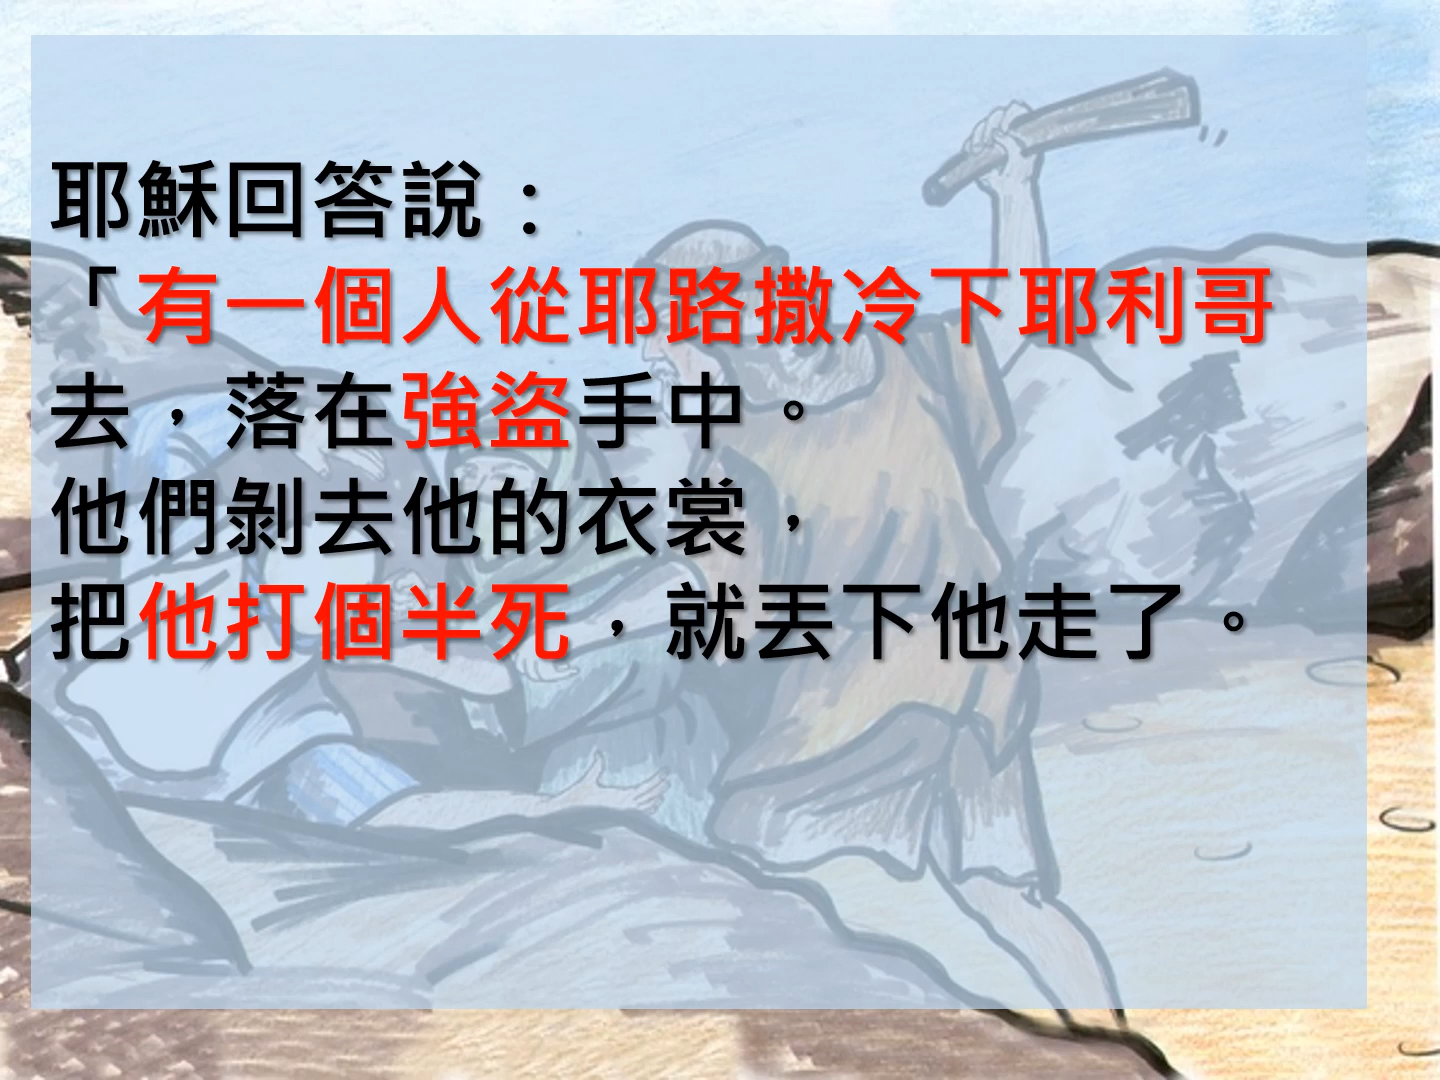 耶穌回答說：
「有一個人從耶路撒冷下耶利哥
去，落在強盜手中。
他們剝去他的衣裳，
把他打個半死，就丟下他走了。